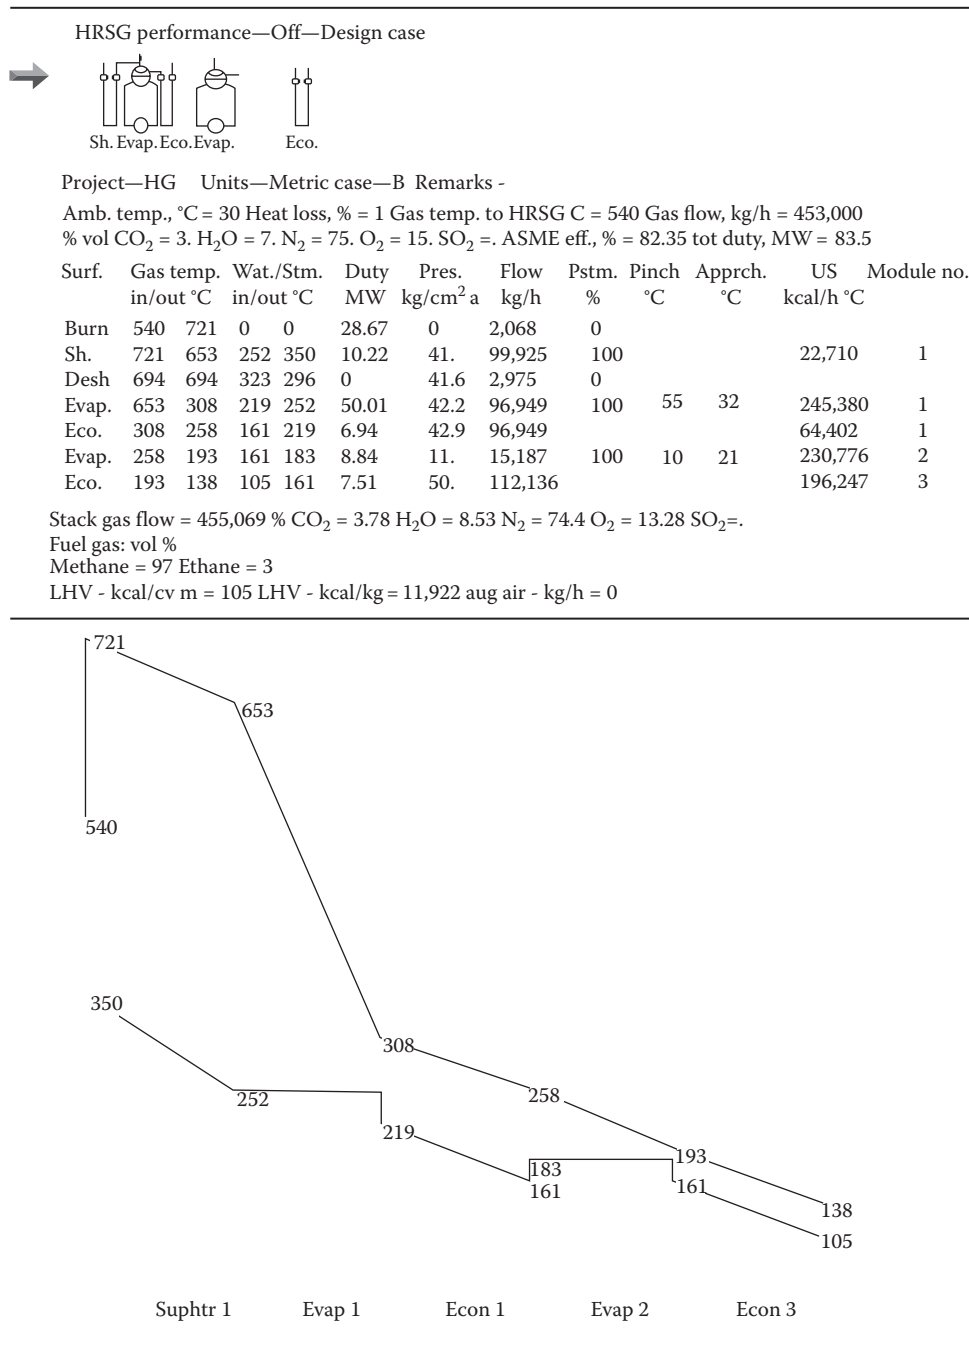 HRSG performance—Off—Design case
Sh. Evap. Eco. Evap. Eco.
Project—HG Units—Metric case—B Remarks -
Amb. temp., °C = 30 Heat loss, % = 1 Gas temp. to HRSG C = 540 Gas flow, kg/h = 453,000
% vol CO2 = 3. H2O = 7. N2 = 75. O2 = 15. SO2 =. ASME eff., % = 82.35 tot duty, MW = 83.5
Surf. Gas temp. Wat./Stm. Duty Pres. Flow Pstm. Pinch Apprch. US Module no.
in/out °C in/out °C MW kg/cm2 a kg/h % °C °C kcal/h °C
Burn 540 721 0 0 28.67 0 2,068 0
Sh. 721 653 252 350 10.22 41. 99,925 100 22,710 1
Desh 694 694 323 296 0 41.6 2,975 0
Evap. 653 308 219 252 50.01 42.2 96,949 100 55 32 245,380 1
Eco. 308 258 161 219 6.94 42.9 96,949 64,402 1
Evap. 258 193 161 183 8.84 11. 15,187 100 10 21 230,776 2
Eco. 193 138 105 161 7.51 50. 112,136 196,247 3
Stack gas flow = 455,069 % CO2 = 3.78 H2O = 8.53 N2 = 74.4 O2 = 13.28 SO2=.
Fuel gas: vol %
Methane = 97 Ethane = 3
LHV - kcal/cv m = 105 LHV - kcal/kg = 11,922 aug air - kg/h = 0
721
653
540
350
308
258
252
219
193
183
161
161
138
105
Suphtr 1 Evap 1 Econ 1 Evap 2 Econ 3